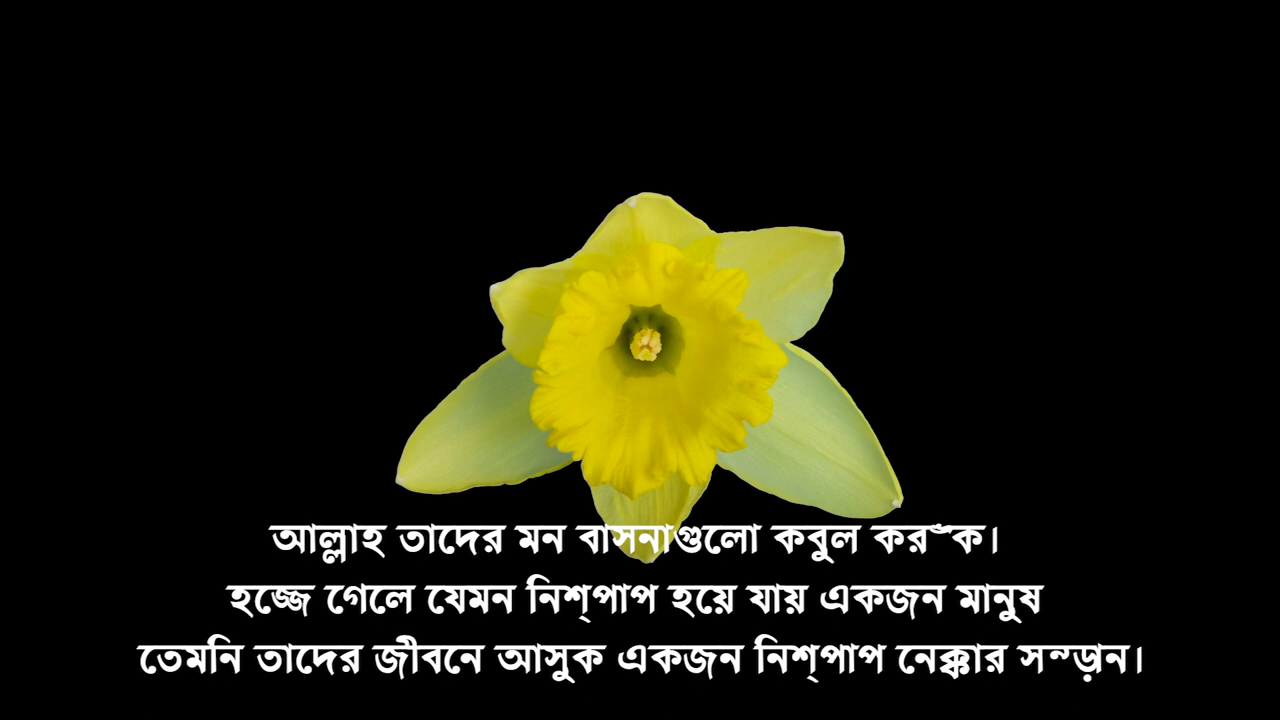 আল্লাহ তাদের মন বাসনাগুলো কবুল কর“ক।
হজ্জে গেলে যেমন নিশ্পাপ হয়ে যায় একজন মানুষ
তেমনি তাদের জীবনে আসুক একজন নিশ্পাপ নেক্কার সন্ড়ান।